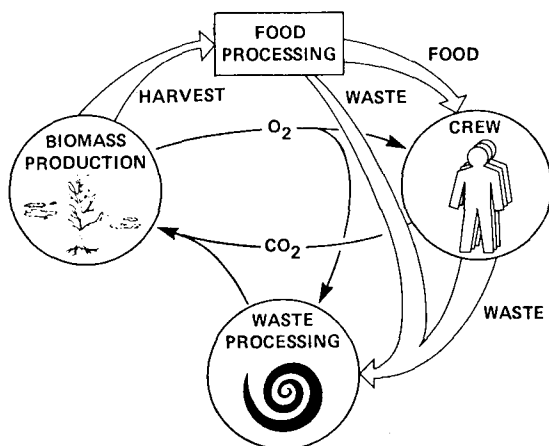 FOOD
PROCESSING
FOOD
HARVEST
WASTE
BIOMASS
PRODUCTION
O2
CREW
CO2
WASTE
PROCESSING
WASTE